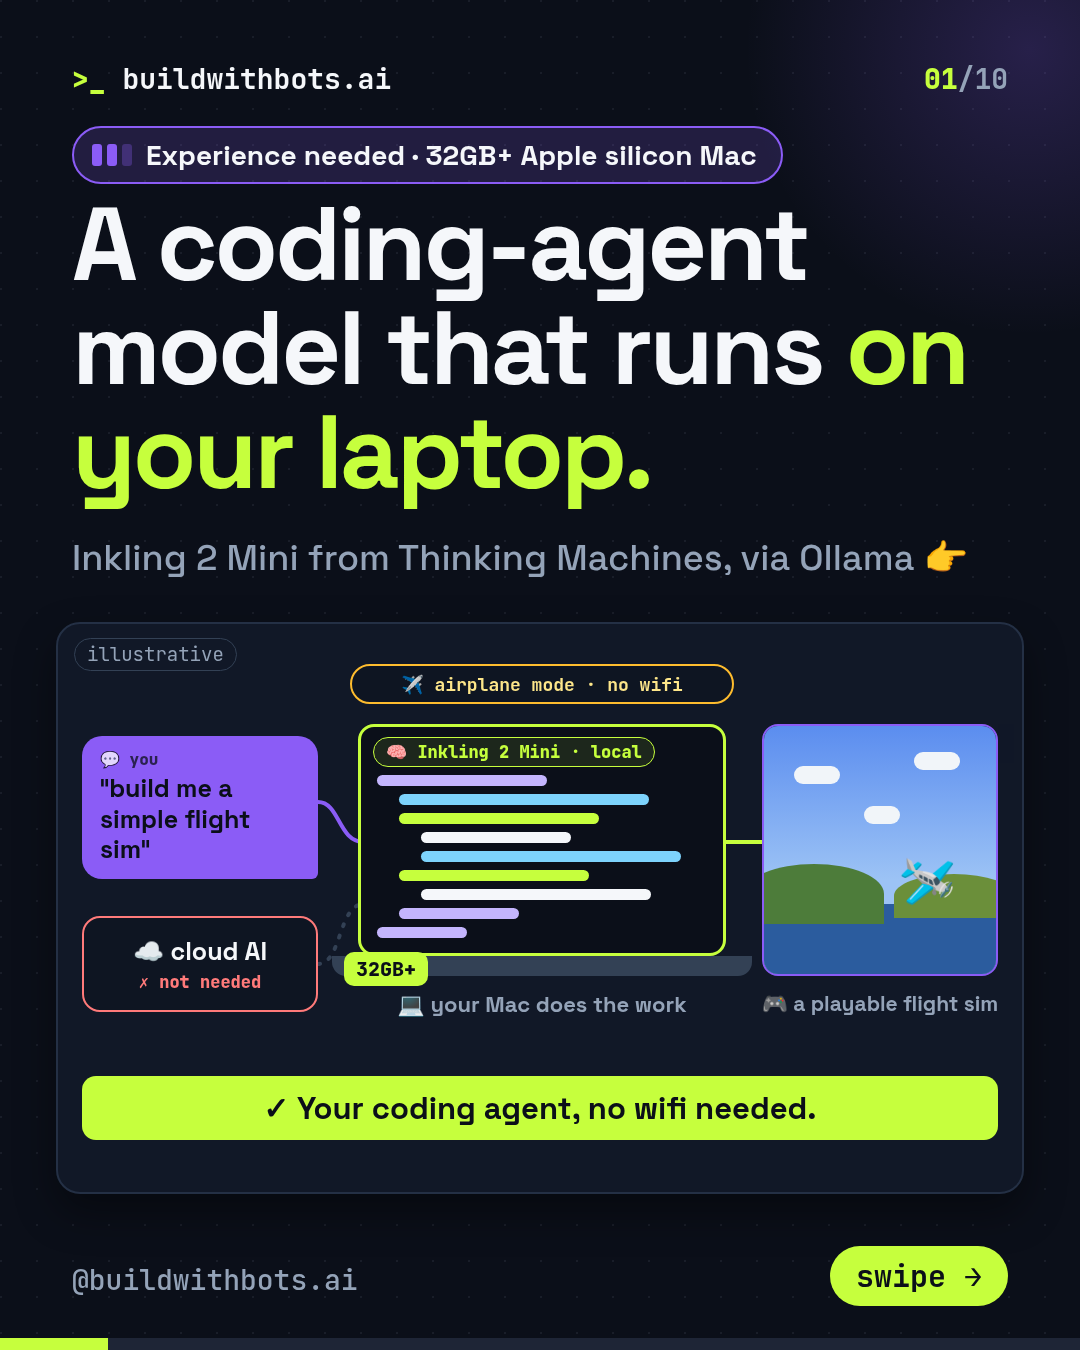 >_ buildwithbots.ai
01/10
Experience needed · 32GB+ Apple silicon Mac
A coding-agent
model that runs on
your laptop.
Inkling 2 Mini from Thinking Machines, via Ollama 👉
illustrative
✈️ airplane mode · no wifi
💬 you
"build me a
simple flight
sim"
🧠 Inkling 2 Mini · local
☁️ cloud AI
✗ not needed
32GB+
💻 your Mac does the work
🎮 a playable flight sim
✓ Your coding agent, no wifi needed.
@buildwithbots.ai
swipe →